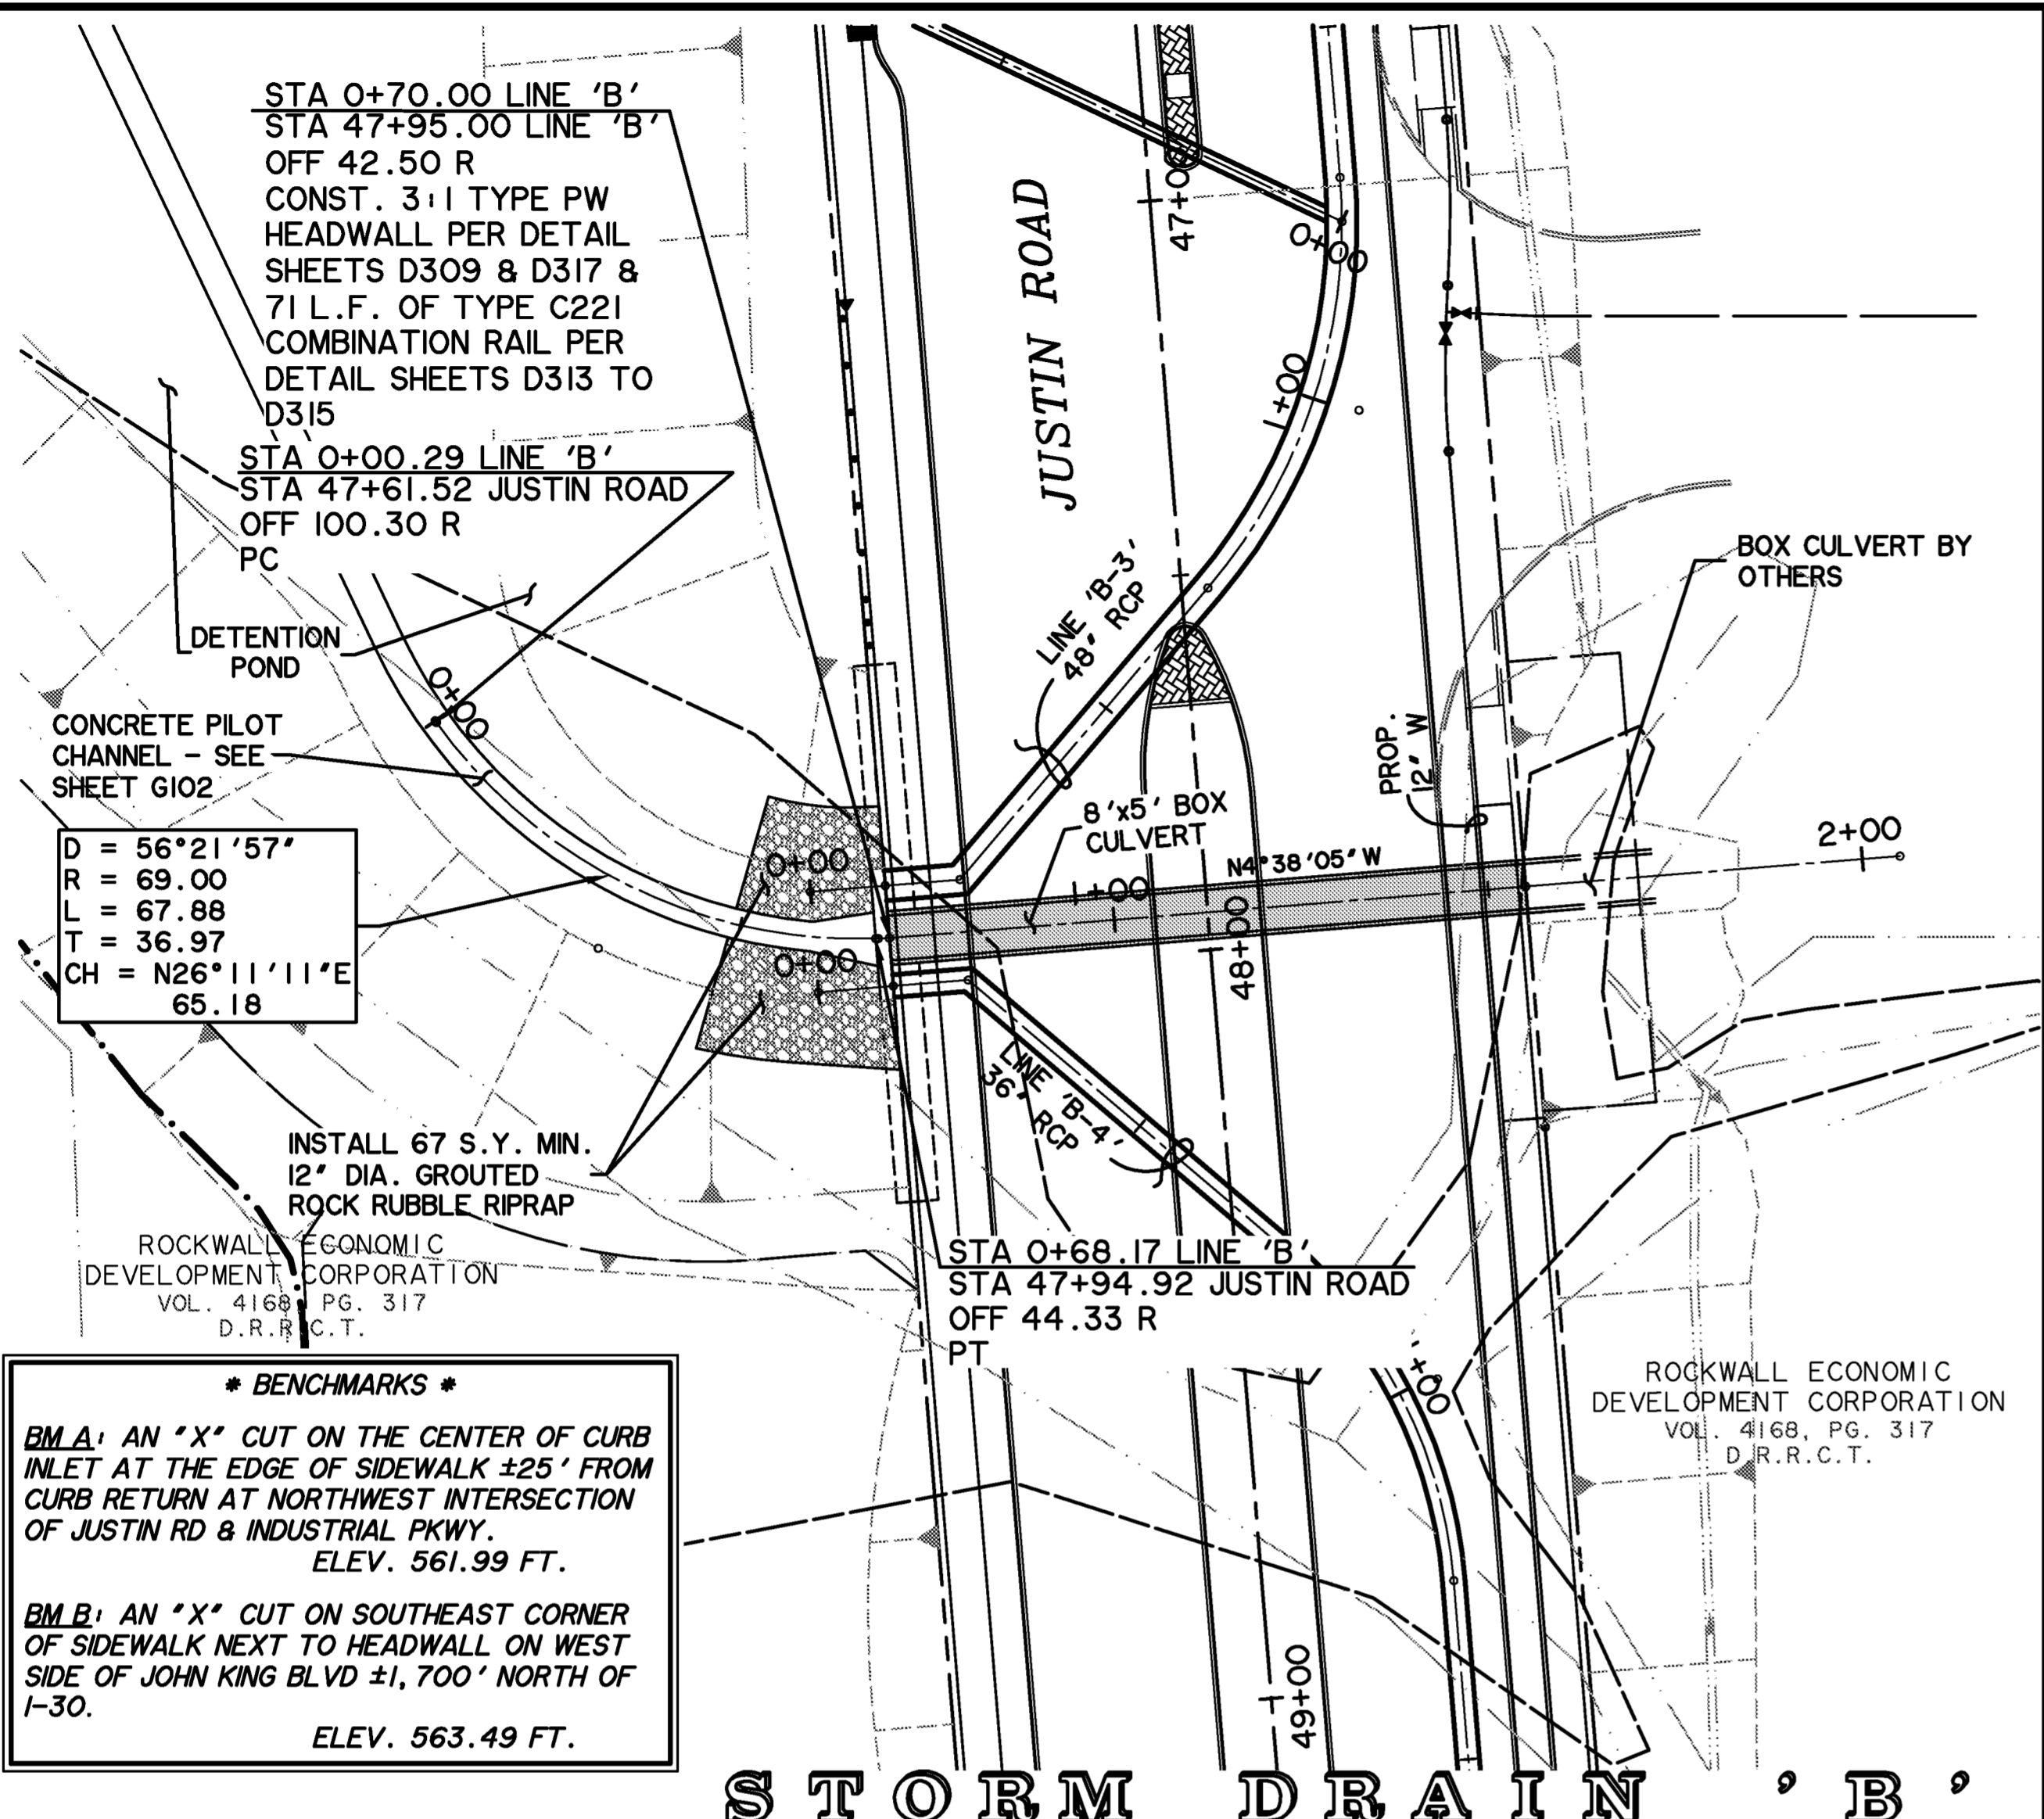 STA 0+70.00 LINE 'B'
STA 47+95.00 LINE 'B'
OFF 42.50 R
CONST. 3:1 TYPE PW
HEADWALL PER DETAIL
SHEETS D309 & D317 &
71 L.F. OF TYPE C221
COMBINATION RAIL PER
DETAIL SHEETS D313 TO
D315
STA 0+00.29 LINE 'B'
STA 47+61.52 JUSTIN ROAD
OFF 100.30 R
PC
JUSTIN ROAD
47+00
0+00
1+00
LINE 'B-3'
48" RCP
BOX CULVERT BY
OTHERS
DETENTION
POND
0+00
CONCRETE PILOT
CHANNEL - SEE
SHEET G102
PROP.
12" W
8'x5' BOX
CULVERT
N4°38'05" W
2+00
D = 56°21'57"
R = 69.00
L = 67.88
T = 36.97
CH = N26°11'11"E
65.18
0+00
1+00
0+00
48+00
LINE 'B-4'
36" RCP
INSTALL 67 S.Y. MIN.
12" DIA. GROUTED
ROCK RUBBLE RIPRAP
ROCKWALL ECONOMIC
DEVELOPMENT CORPORATION
VOL. 4168, PG. 317
D.R.R.C.T.
STA 0+68.17 LINE 'B'
STA 47+94.92 JUSTIN ROAD
OFF 44.33 R
PT
+00
ROCKWALL ECONOMIC
DEVELOPMENT CORPORATION
VOL. 4168, PG. 317
D.R.R.C.T.
* BENCHMARKS *
BM A: AN "X" CUT ON THE CENTER OF CURB
INLET AT THE EDGE OF SIDEWALK ±25' FROM
CURB RETURN AT NORTHWEST INTERSECTION
OF JUSTIN RD & INDUSTRIAL PKWY.
ELEV. 561.99 FT.
BM B: AN "X" CUT ON SOUTHEAST CORNER
OF SIDEWALK NEXT TO HEADWALL ON WEST
SIDE OF JOHN KING BLVD ±1,700' NORTH OF
I-30.
ELEV. 563.49 FT.
49+00
STORM DRAIN 'B'